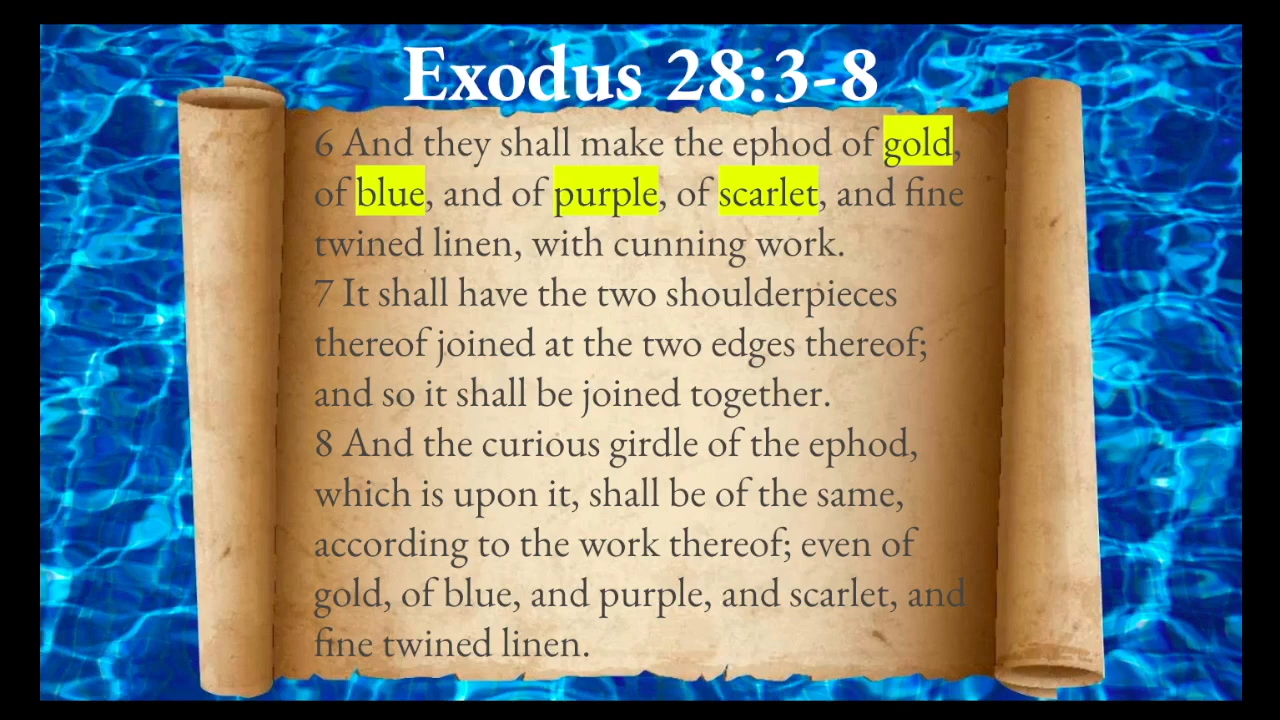 Exodus 28:3-8
6 And they shall make the ephod of gold,
of blue, and of purple, of scarlet, and fine
twined linen, with cunning work.
7 It shall have the two shoulderpieces
thereof joined at the two edges thereof;
and so it shall be joined together.
8 And the curious girdle of the ephod,
which is upon it, shall be of the same,
according to the work thereof; even of
gold, of blue, and purple, and scarlet, and
fine twined linen.